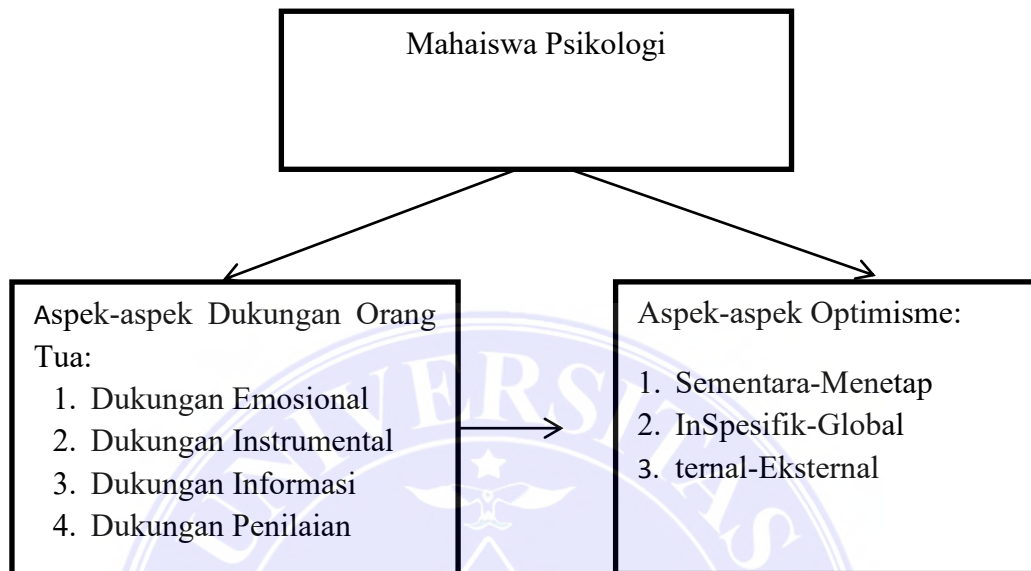 Mahaiswa Psikologi
Aspek-aspek Dukungan Orang
Tua:
1. Dukungan Emosional
2. Dukungan Instrumental
3. Dukungan Informasi
4. Dukungan Penilaian
Aspek-aspek Optimisme:
1. Sementara-Menetap
2. InSpesifik-Global
3. ternal-Eksternal
UNIVERSITAS